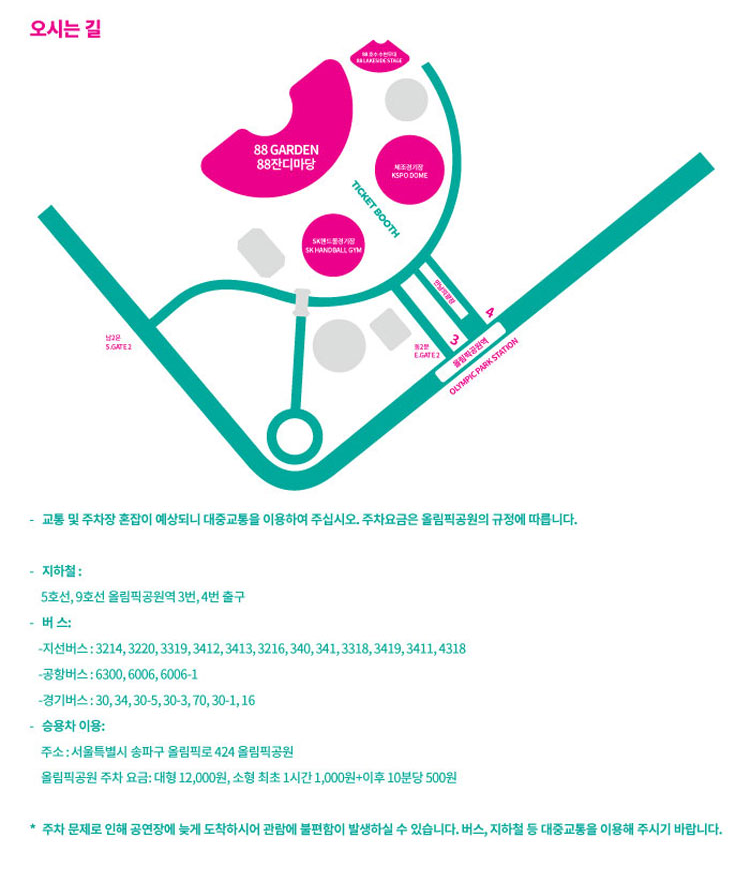 오시는 길
88 호수 수변무대
88 LAKESIDE STAGE
88 GARDEN
88잔디마당
체조경기장
KSPO DOME
TICKET BOOTH
SK핸드볼경기장
SK HANDBALL GYM
만남의광장
남2문
S.GATE 2
동2문
E.GATE 2
3
4
올림픽공원역
OLYMPIC PARK STATION
- 교통 및 주차장 혼잡이 예상되니 대중교통을 이용하여 주십시오. 주차요금은 올림픽공원의 규정에 따릅니다.
- 지하철 :
5호선, 9호선 올림픽공원역 3번, 4번 출구
- 버 스:
-지선버스 : 3214, 3220, 3319, 3412, 3413, 3216, 340, 341, 3318, 3419, 3411, 4318
-공항버스 : 6300, 6006, 6006-1
-경기버스 : 30, 34, 30-5, 30-3, 70, 30-1, 16
- 승용차 이용:
주소 : 서울특별시 송파구 올림픽로 424 올림픽공원
올림픽공원 주차 요금: 대형 12,000원, 소형 최초 1시간 1,000원+이후 10분당 500원
* 주차 문제로 인해 공연장에 늦게 도착하시어 관람에 불편함이 발생하실 수 있습니다. 버스, 지하철 등 대중교통을 이용해 주시기 바랍니다.